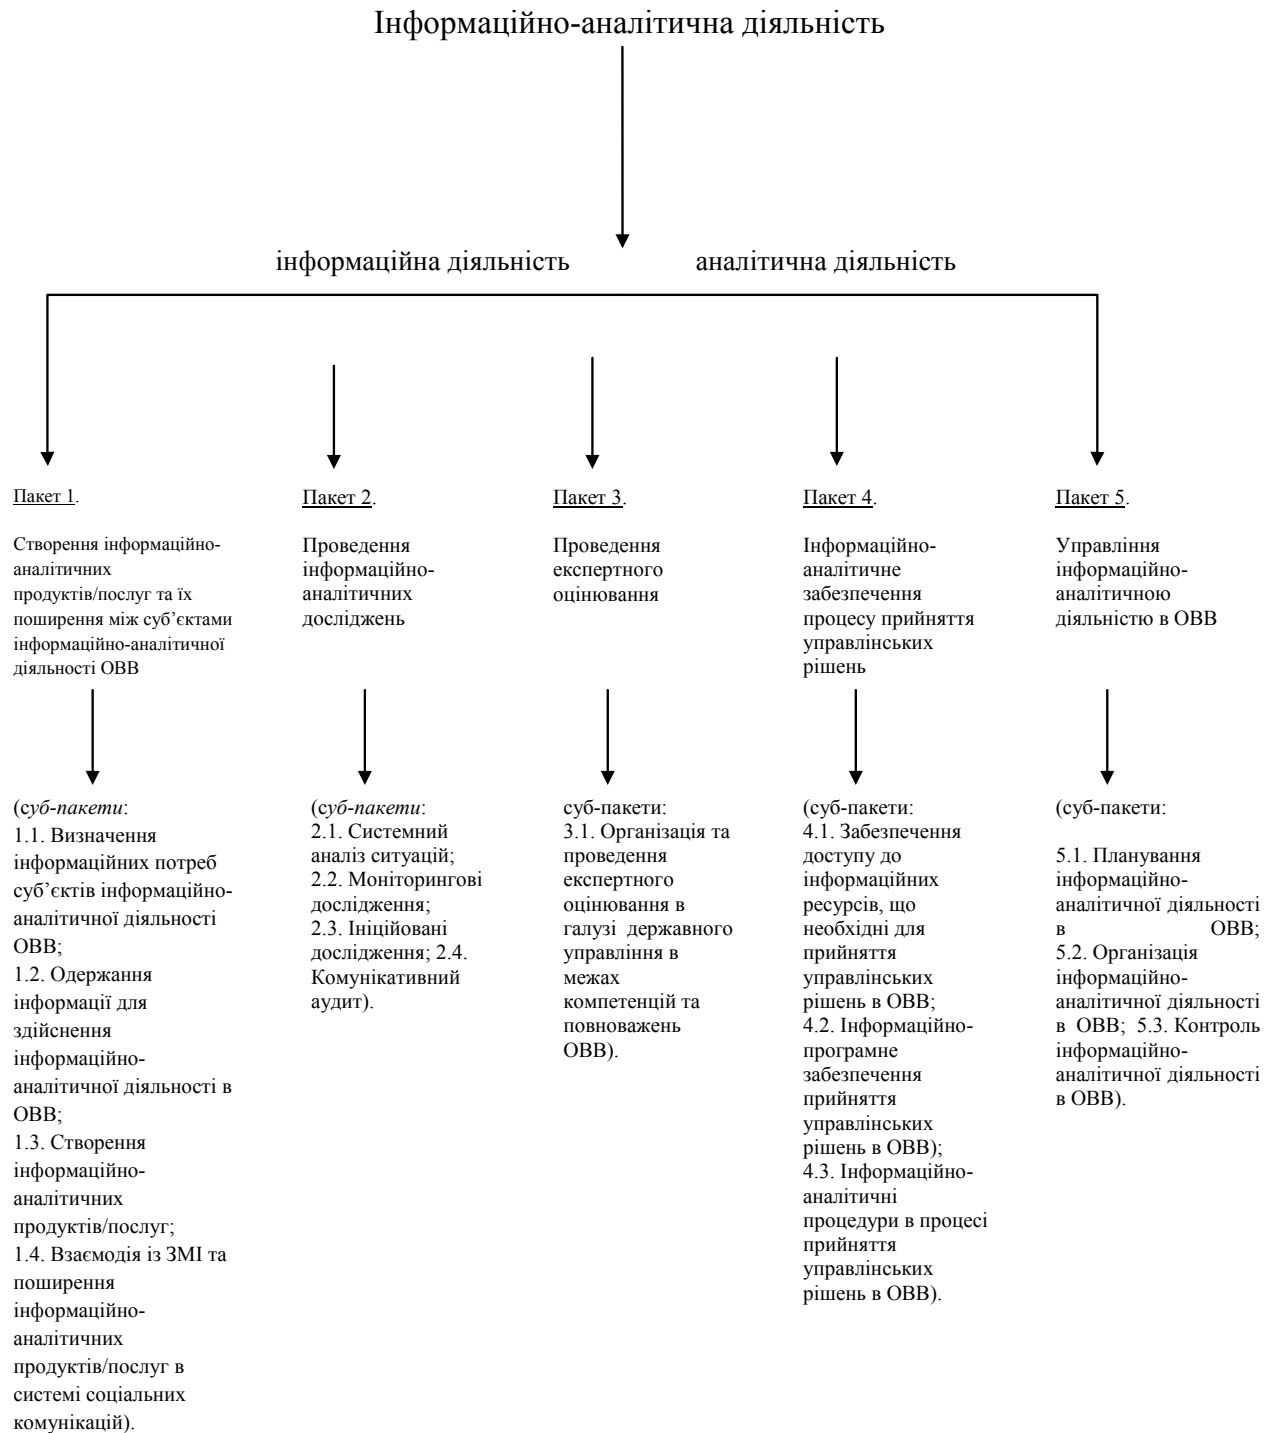 Інформаційно-аналітична діяльність
інформаційна діяльність
аналітична діяльність
Пакет 1.
Створення інформаційно-
аналітичних
продуктів/послуг та їх
поширення між суб’єктами
інформаційно-аналітичної
діяльності ОВВ
Пакет 2.
Проведення
інформаційно-
аналітичних
досліджень
Пакет 3.
Проведення
експертного
оцінювання
Пакет 4.
Інформаційно-
аналітичне
забезпечення
процесу прийняття
управлінських
рішень
Пакет 5.
Управління
інформаційно-
аналітичною
діяльністю в ОВВ
(суб-пакети:
1.1. Визначення
інформаційних потреб
суб’єктів інформаційно-
аналітичної діяльності
ОВВ;
1.2. Одержання
інформації для
здійснення
інформаційно-
аналітичної діяльності в
ОВВ;
1.3. Створення
інформаційно-
аналітичних
продуктів/послуг;
1.4. Взаємодія із ЗМІ та
поширення
інформаційно-
аналітичних
продуктів/послуг в
системі соціальних
комунікацій).
(суб-пакети:
2.1. Системний
аналіз ситуацій;
2.2. Моніторингові
дослідження;
2.3. Ініційовані
дослідження; 2.4.
Комунікативний
аудит).
суб-пакети:
3.1. Організація та
проведення
експертного
оцінювання в
галузі державного
управління в
межах
компетенцій та
повноважень
ОВВ).
(суб-пакети:
4.1. Забезпечення
доступу до
інформаційних
ресурсів, що
необхідні для
прийняття
управлінських
рішень в ОВВ;
4.2. Інформаційно-
програмне
забезпечення
прийняття
управлінських
рішень в ОВВ);
4.3. Інформаційно-
аналітичні
процедури в процесі
прийняття
управлінських
рішень в ОВВ).
(суб-пакети:
5.1. Планування
інформаційно-
аналітичної діяльності
в ОВВ;
5.2. Організація
інформаційно-
аналітичної діяльності
в ОВВ; 5.3. Контроль
інформаційно-
аналітичної діяльності
в ОВВ).